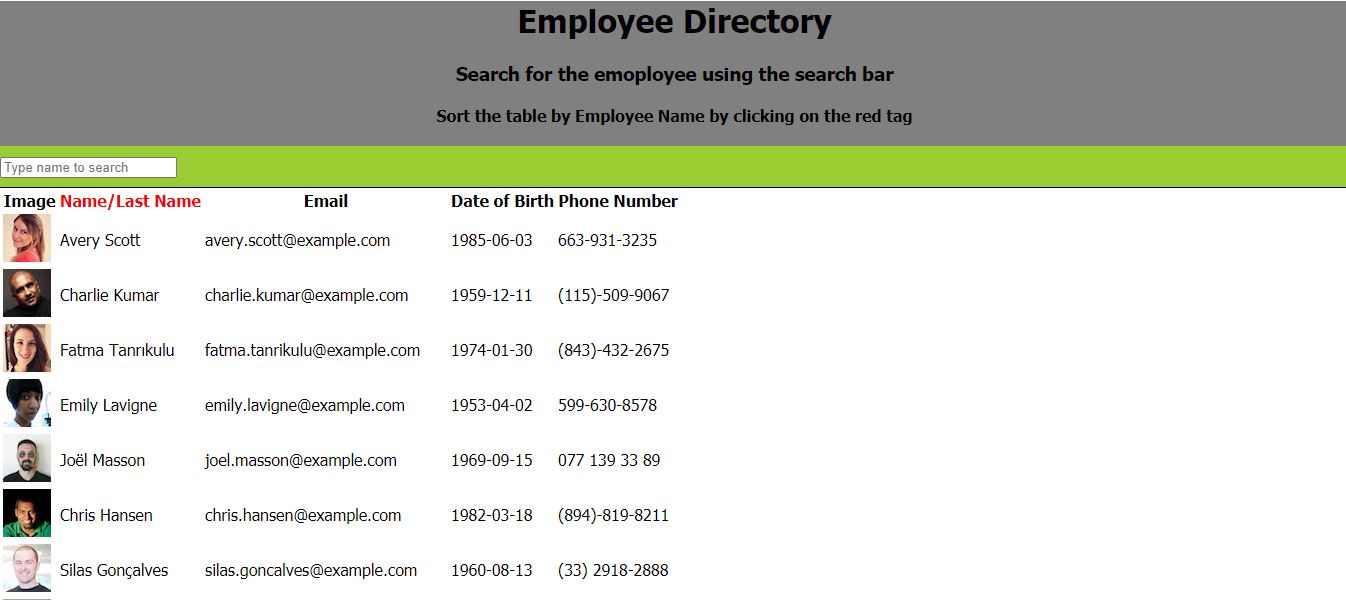 Employee Directory
Search for the emoployee using the search bar
Sort the table by Employee Name by clicking on the red tag
Type name to search
Image Name/Last Name Email Date of Birth Phone Number
Avery Scott avery.scott@example.com 1985-06-03 663-931-3235
Charlie Kumar charlie.kumar@example.com 1959-12-11 (115)-509-9067
Fatma Tanrıkulu fatma.tanrikulu@example.com 1974-01-30 (843)-432-2675
Emily Lavigne emily.lavigne@example.com 1953-04-02 599-630-8578
Joël Masson joel.masson@example.com 1969-09-15 077 139 33 89
Chris Hansen chris.hansen@example.com 1982-03-18 (894)-819-8211
Silas Gonçalves silas.goncalves@example.com 1960-08-13 (33) 2918-2888